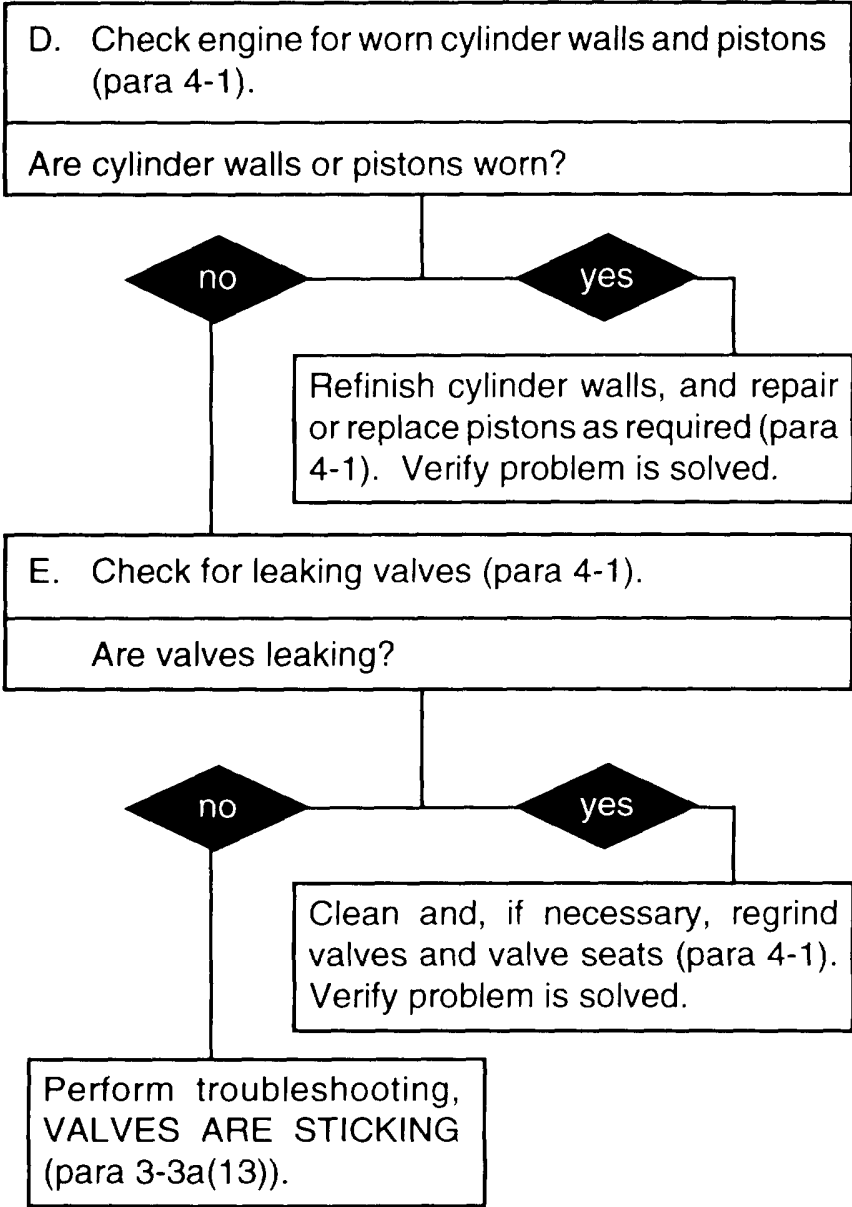 D. Check engine for worn cylinder walls and pistons
(para 4-1).
Are cylinder walls or pistons worn?
no
yes
Refinish cylinder walls, and repair
or replace pistons as required (para
4-1). Verify problem is solved.
E. Check for leaking valves (para 4-1).
Are valves leaking?
no
yes
Clean and, if necessary, regrind
valves and valve seats (para 4-1).
Verify problem is solved.
Perform troubleshooting,
VALVES ARE STICKING
(para 3-3a(13)).